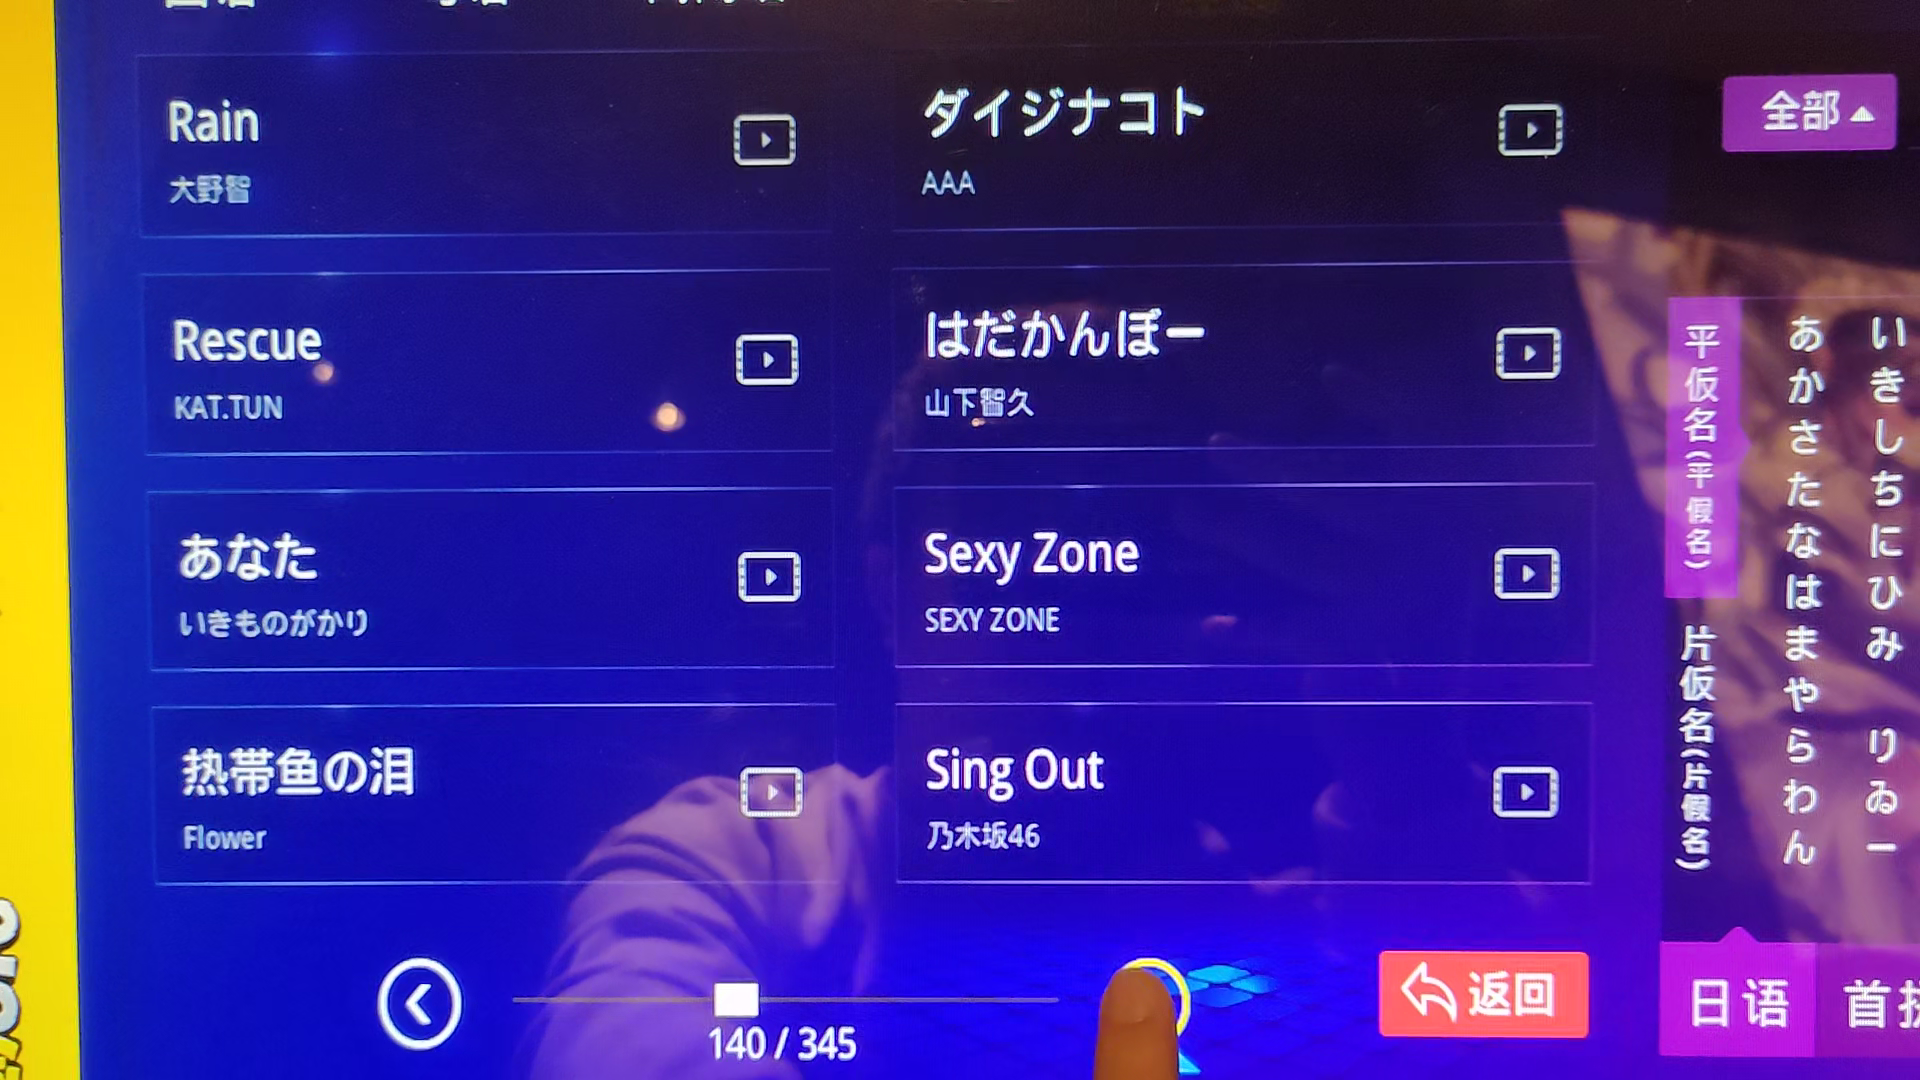 Rain
大野智
ダイジナコト
AAA
Rescue
KAT.TUN
はだかんぼー
山下智久
あなた
いきものがかり
Sexy Zone
SEXY ZONE
热帯鱼の泪
Flower
Sing Out
乃木坂46
140 / 345
返回
全部
平仮名(平假名)
片仮名(片假名)
あかさたなはまやらわん
いきしちにひみ りゐー
日语
首